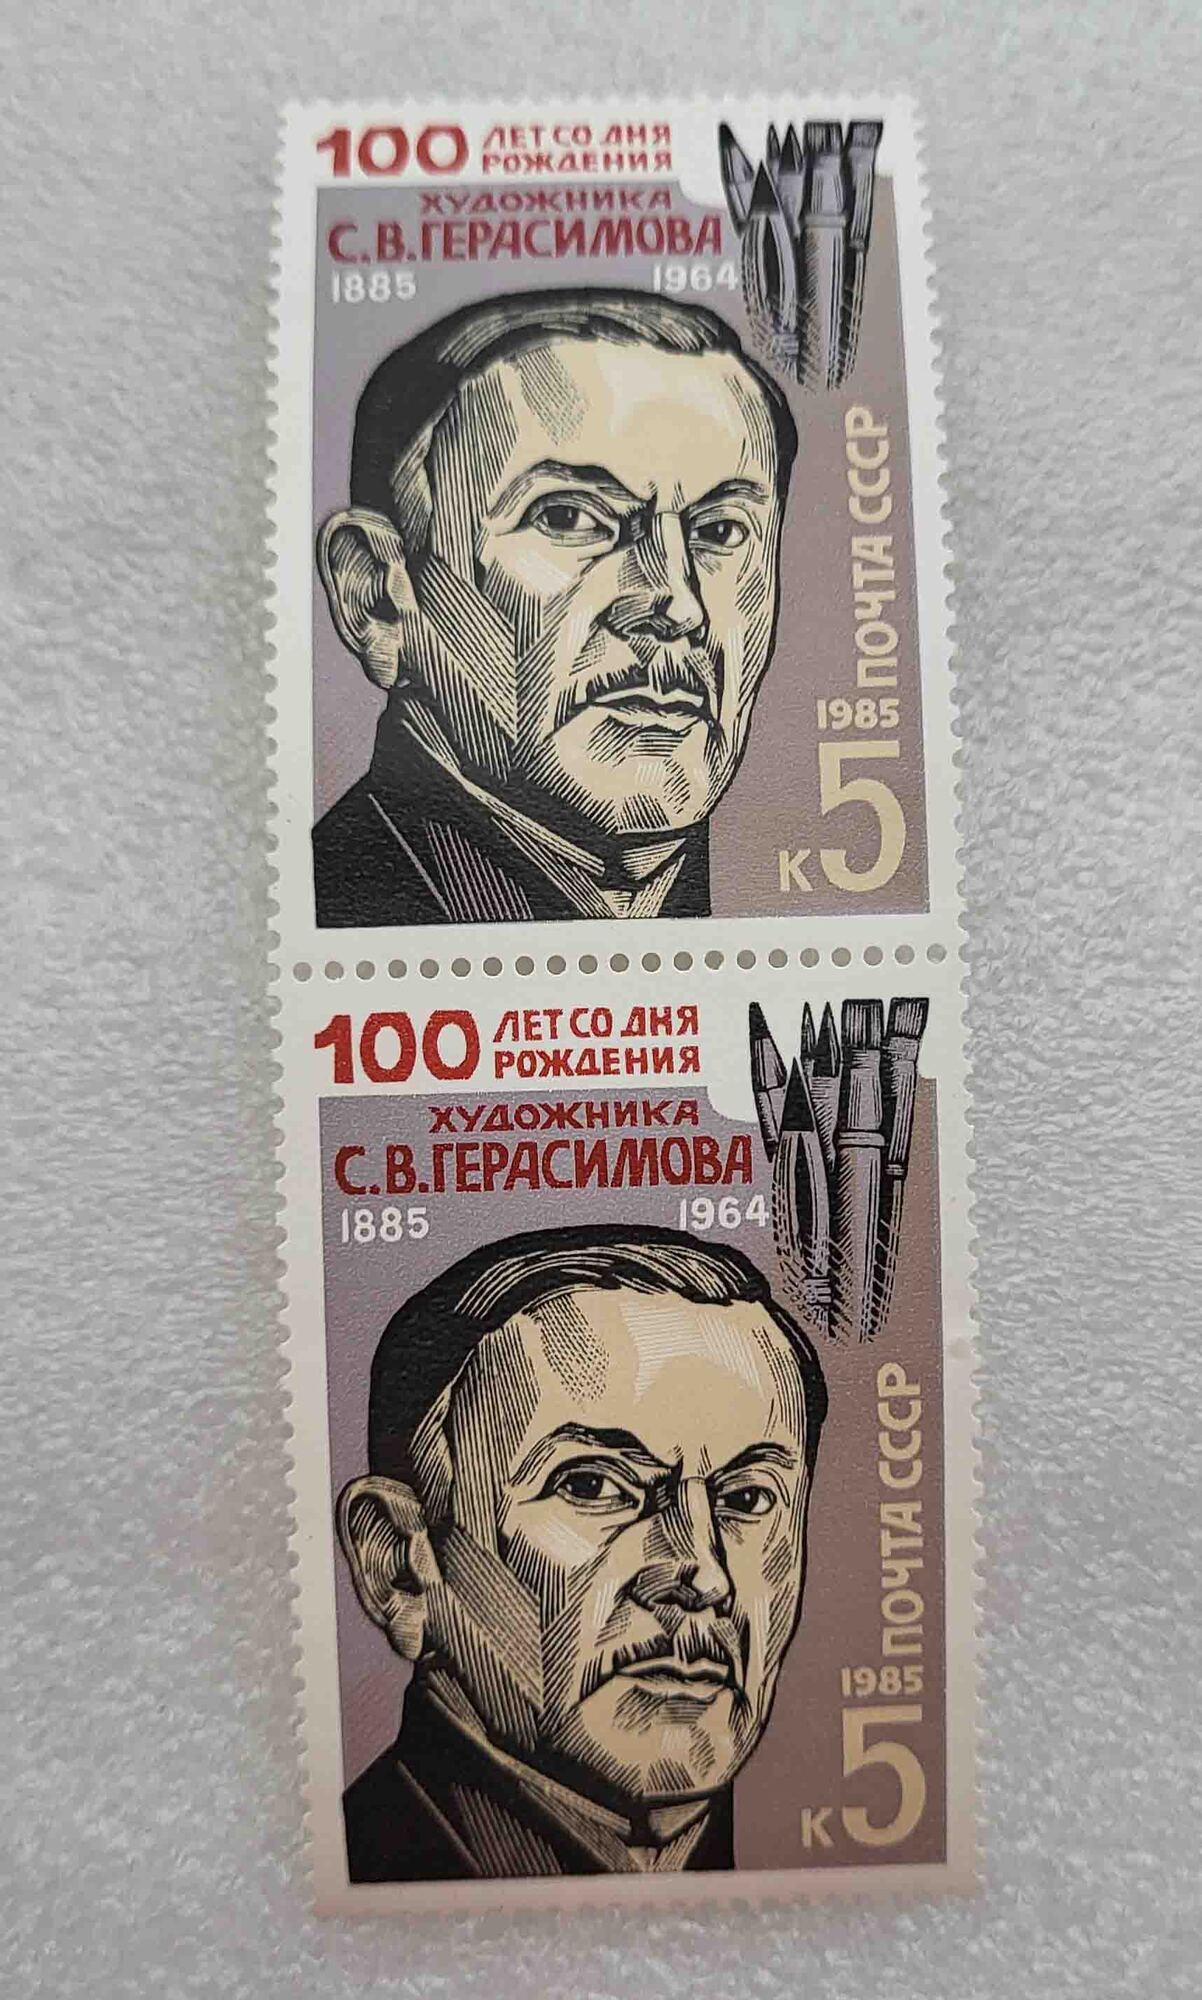 100 ЛЕТ СО ДНЯ
РОЖДЕНИЯ
ХУДОЖНИКА
С.В.ГЕРАСИМОВА
1885 1964
ПОЧТА СССР
1985
К5
100 ЛЕТ СО ДНЯ
РОЖДЕНИЯ
ХУДОЖНИКА
С.В.ГЕРАСИМОВА
1885 1964
ПОЧТА СССР
1985
К5